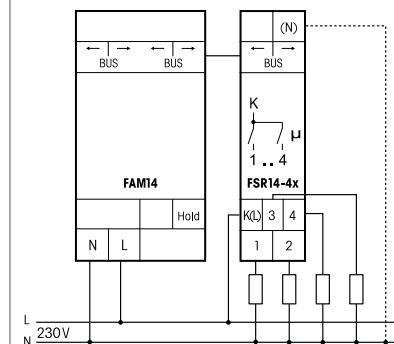 (N)
← → ← →
BUS BUS
← →
BUS
K
µ
1 .. 4
FAM14
FSR14-4x
Hold
K(L) 3 4
N L
1 2
L
230V
N